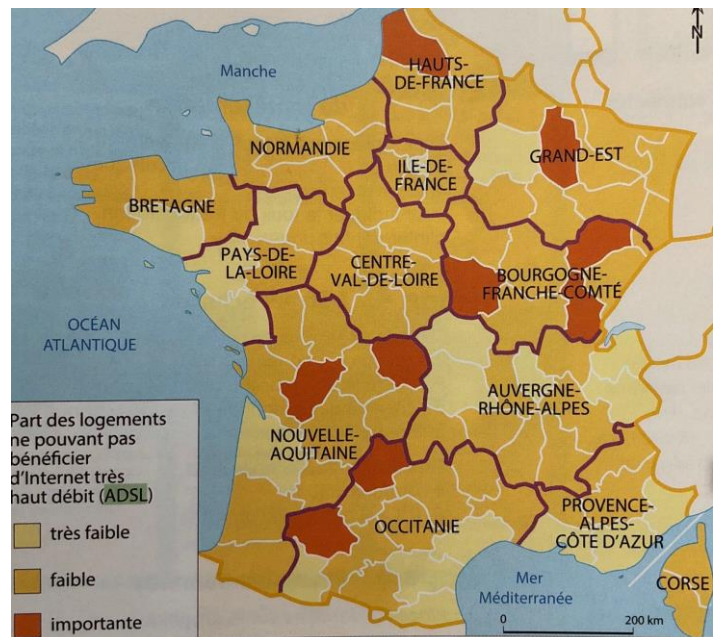 N
Manche
HAUTS-
DE-FRANCE
NORMANDIE
ILE-DE-
FRANCE
GRAND-EST
BRETAGNE
PAYS-DE-
LA-LOIRE
CENTRE-
VAL-DE-LOIRE
BOURGOGNE-
FRANCHE-COMTÉ
OCÉAN
ATLANTIQUE
AUVERGNE-
RHÔNE-ALPES
NOUVELLE-
AQUITAINE
OCCITANIE
PROVENCE-
ALPES-
CÔTE D'AZUR
CORSE
Mer
Méditerranée
0 200 km
Part des logements
ne pouvant pas
bénéficier
d'Internet très
haut débit (ADSL)
très faible
faible
importante